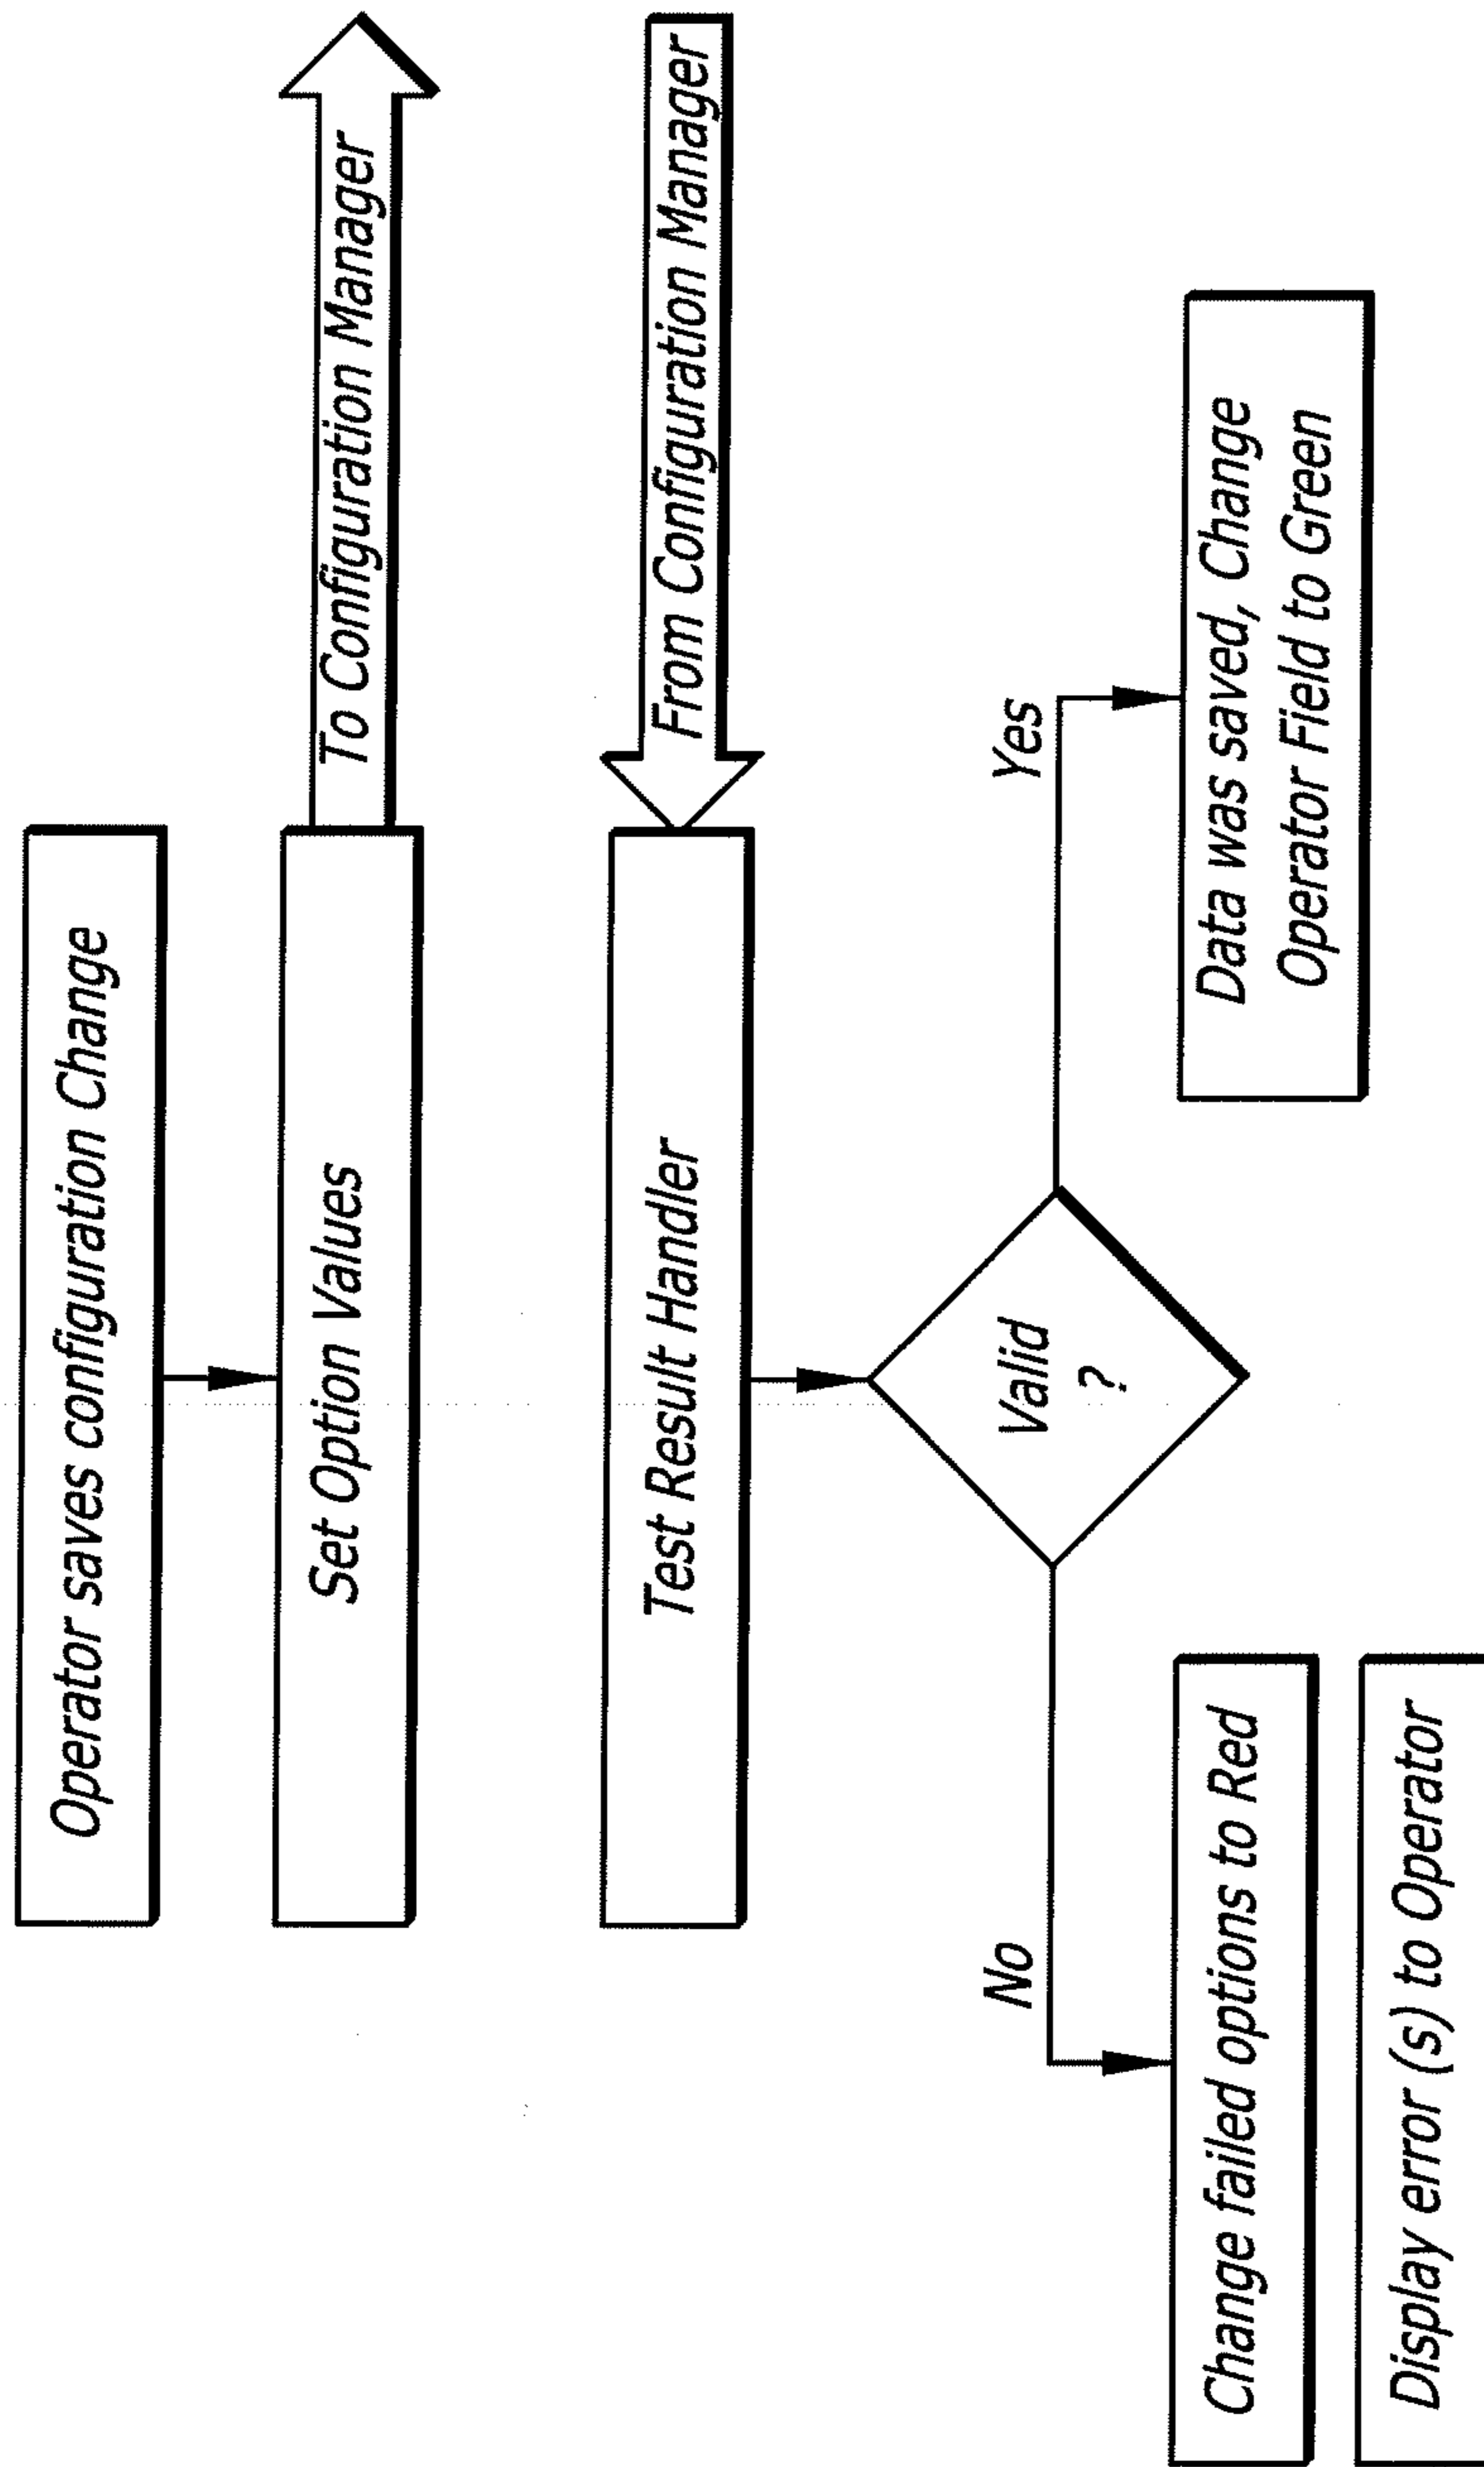 Operator saves configuration Change
Set Option Values
To Configuration Manager
From Configuration Manager
Test Result Handler
Valid
?
No
Yes
Change failed options to Red
Display error (s) to Operator
Data was saved, Change
Operator Field to Green